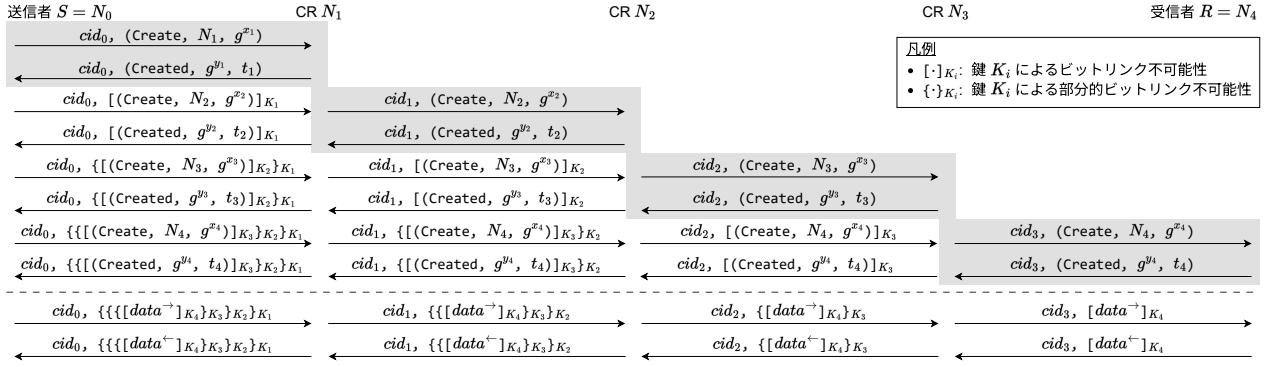 送信者 S = N₀ CR N₁ CR N₂ CR N₃ 受信者 R = N₄
cid₀, (Create, N₁, g^{x₁})
cid₀, (Created, g^{y₁}, t₁)
凡例
• [·]_{K_i}: 鍵 K_i によるビットリンク不可能性
• {·}_{K_i}: 鍵 K_i による部分的ビットリンク不可能性
cid₀, [(Create, N₂, g^{x₂})]_{K₁} cid₁, (Create, N₂, g^{x₂})
cid₀, [(Created, g^{y₂}, t₂)]_{K₁} cid₁, (Created, g^{y₂}, t₂)
cid₀, {[(Create, N₃, g^{x₃})]_{K₂}}_{K₁} cid₁, [(Create, N₃, g^{x₃})]_{K₂} cid₂, (Create, N₃, g^{x₃})
cid₀, {[(Created, g^{y₃}, t₃)]_{K₂}}_{K₁} cid₁, [(Created, g^{y₃}, t₃)]_{K₂} cid₂, (Created, g^{y₃}, t₃)
cid₀, {{[(Create, N₄, g^{x₄})]_{K₃}}_{K₂}}_{K₁} cid₁, {[(Create, N₄, g^{x₄})]_{K₃}}_{K₂} cid₂, [(Create, N₄, g^{x₄})]_{K₃} cid₃, (Create, N₄, g^{x₄})
cid₀, {{[(Created, g^{y₄}, t₄)]_{K₃}}_{K₂}}_{K₁} cid₁, {[(Created, g^{y₄}, t₄)]_{K₃}}_{K₂} cid₂, [(Created, g^{y₄}, t₄)]_{K₃} cid₃, (Created, g^{y₄}, t₄)
cid₀, {{{[data^→]_{K₄}}_{K₃}}_{K₂}}_{K₁} cid₁, {{[data^→]_{K₄}}_{K₃}}_{K₂} cid₂, {[data^→]_{K₄}}_{K₃} cid₃, [data^→]_{K₄}
cid₀, {{{[data^←]_{K₄}}_{K₃}}_{K₂}}_{K₁} cid₁, {{[data^←]_{K₄}}_{K₃}}_{K₂} cid₂, {[data^←]_{K₄}}_{K₃} cid₃, [data^←]_{K₄}